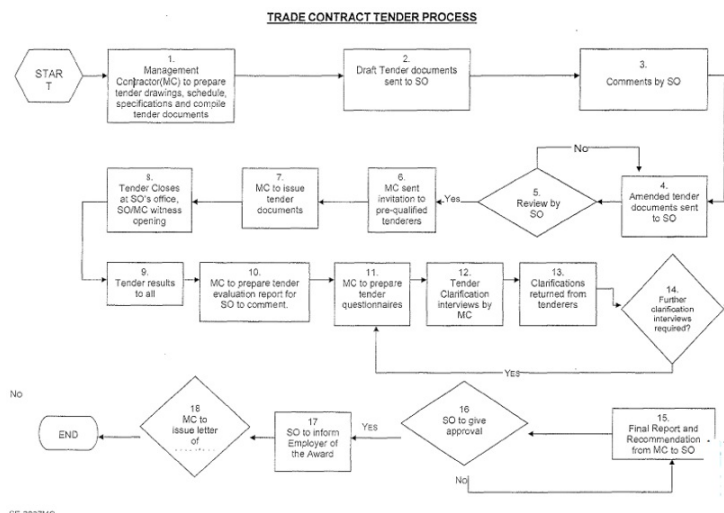 TRADE CONTRACT TENDER PROCESS
STAR
T
1.
Management
Contractor(MC) to prepare
tender drawings, schedule,
specifications and compile
tender documents
2.
Draft Tender documents
sent to SO
3.
Comments by SO
No
8.
Tender Closes
at SO's office,
SO/MC witness
opening
7.
MC to issue
tender
documents
6.
MC sent
invitation to
pre-qualified
tenderers
Yes
5.
Review by
SO
4.
Amended tender
documents sent
to SO
9.
Tender results
to all
10.
MC to prepare tender
evaluation report for
SO to comment.
11.
MC to prepare
tender
questionnaires
12.
Tender
Clarification
interviews by
MC
13.
Clarifications
returned from
tenderers
14.
Further
clarification
interviews
required?
YES
No
END
18
MC to
issue letter
of
17
SO to inform
Employer of
the Award
YES
16
SO to give
approval
15.
Final Report and
Recommendation
from MC to SO
No